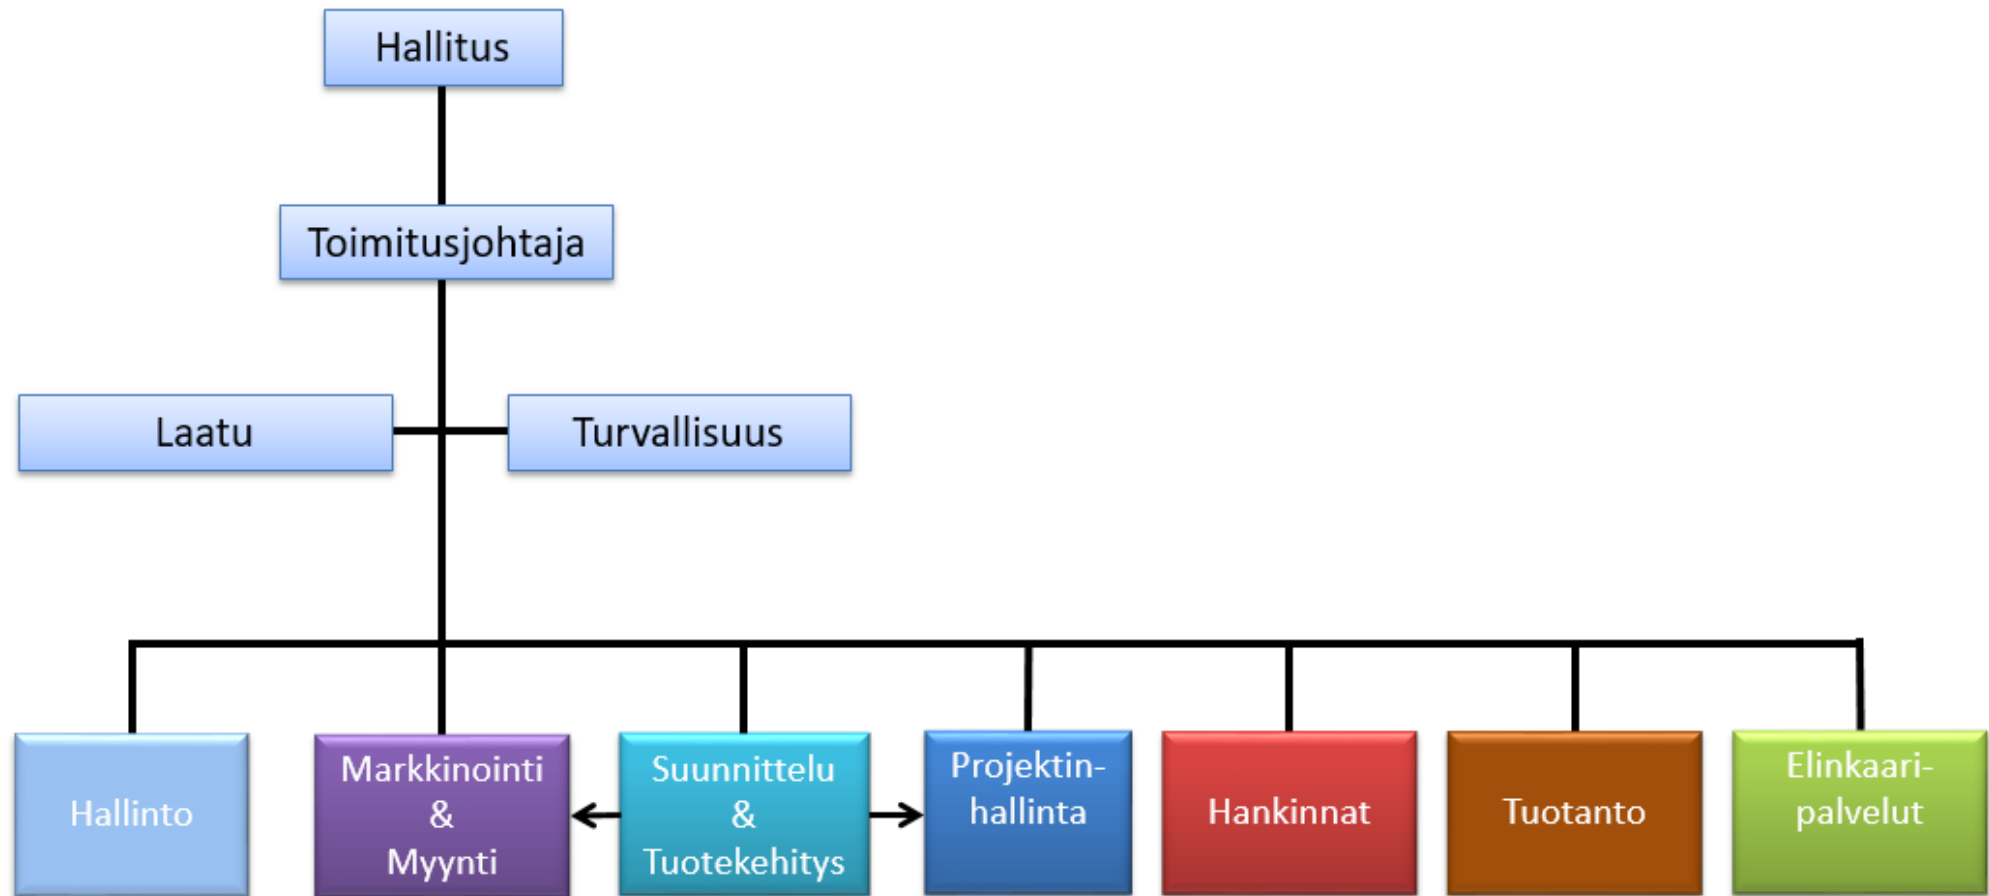 Hallitus
Toimitusjohtaja
Laatu
Turvallisuus
Hallinto
Markkinointi
&
Myynti
Suunnittelu
&
Tuotekehitys
Projektin-
hallinta
Hankinnat
Tuotanto
Elinkaari-
palvelut